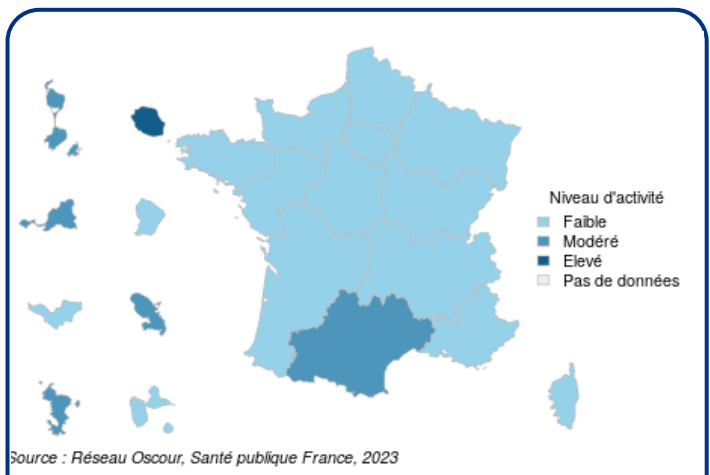 Niveau d'activité
Faible
Modéré
Elevé
Pas de données
Source : Réseau Oscour, Santé publique France, 2023